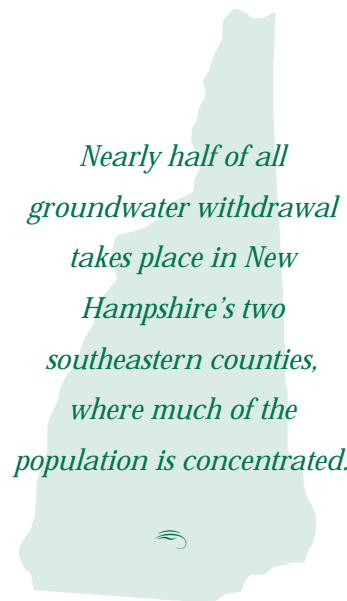 Nearly half of all
groundwater withdrawal
takes place in New
Hampshire’s two
southeastern counties,
where much of the
population is concentrated.